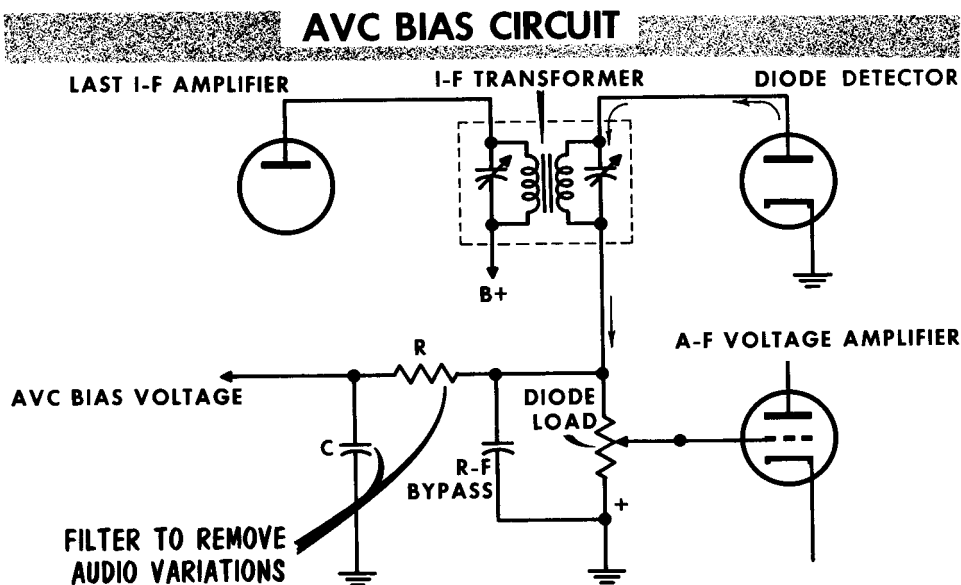 AVC BIAS CIRCUIT
LAST I-F AMPLIFIER
I-F TRANSFORMER
DIODE DETECTOR
B+
A-F VOLTAGE AMPLIFIER
R
AVC BIAS VOLTAGE
DIODE
LOAD
C
R-F
BYPASS
+
FILTER TO REMOVE
AUDIO VARIATIONS